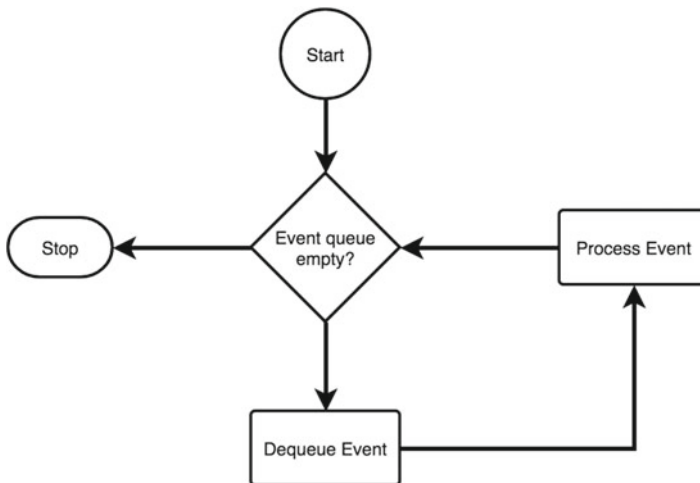 Start
Event queue
empty?
Stop
Process Event
Dequeue Event